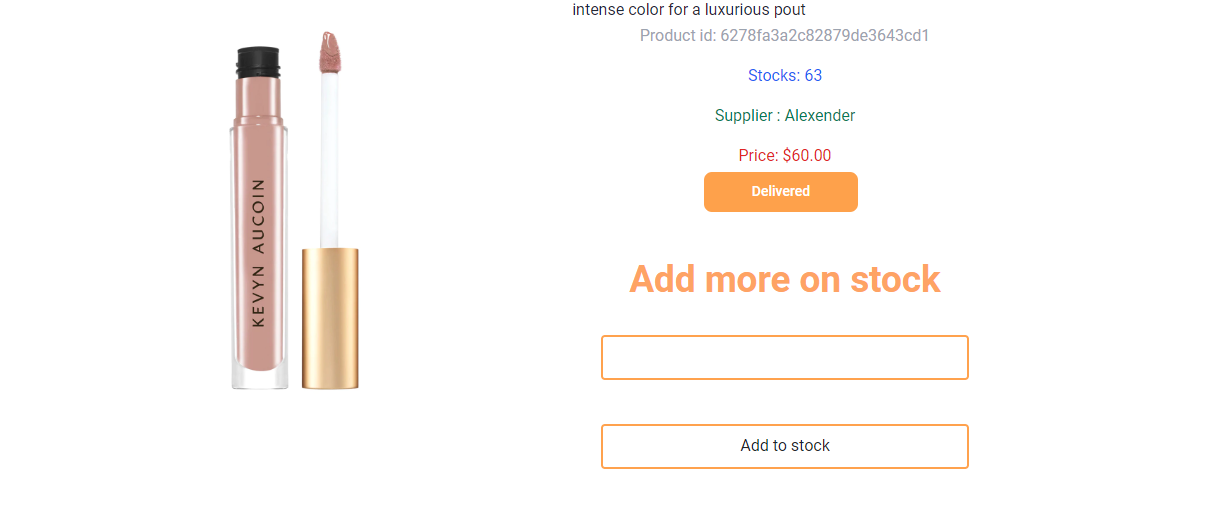 intense color for a luxurious pout
Product id: 6278fa3a2c82879de3643cd1
Stocks: 63
Supplier : Alexender
Price: $60.00
Delivered
Add more on stock
Add to stock
KEVYN AUCOIN